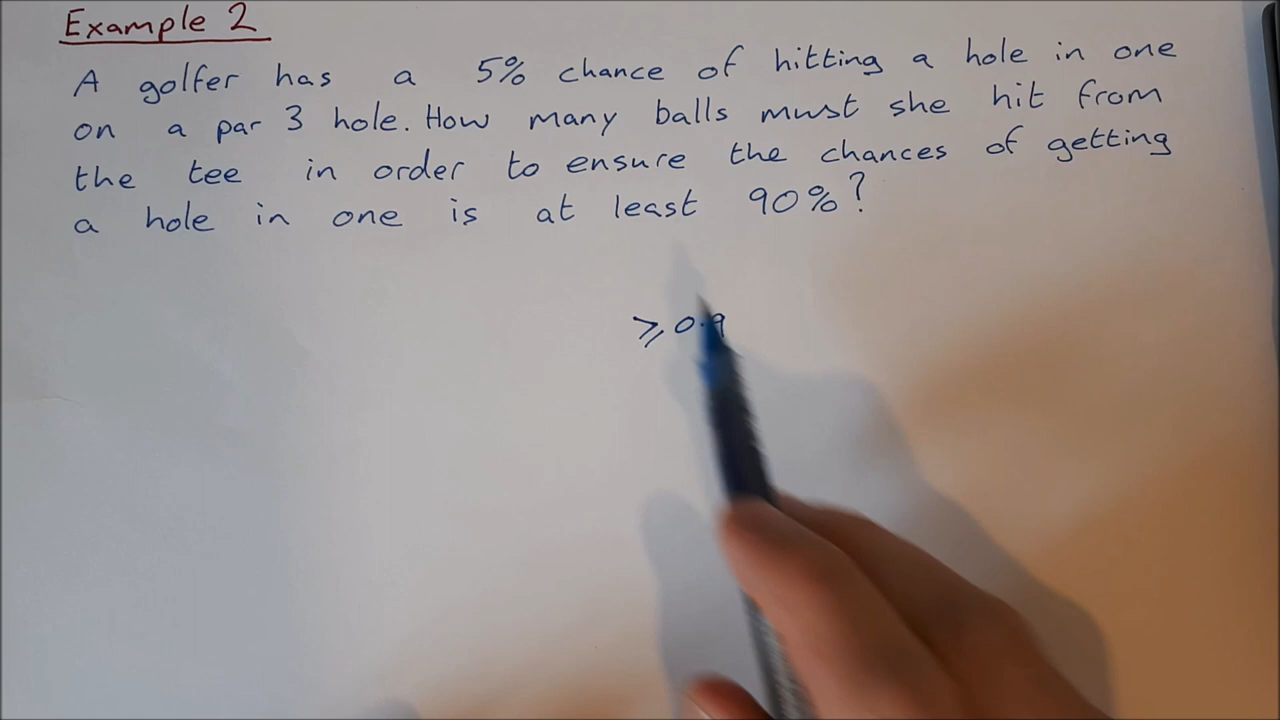 Example 2
A golfer has a 5% chance of hitting a hole in one
on a par 3 hole. How many balls must she hit from
the tee in order to ensure the chances of getting
a hole in one is at least 90%?
⩾ 0.9